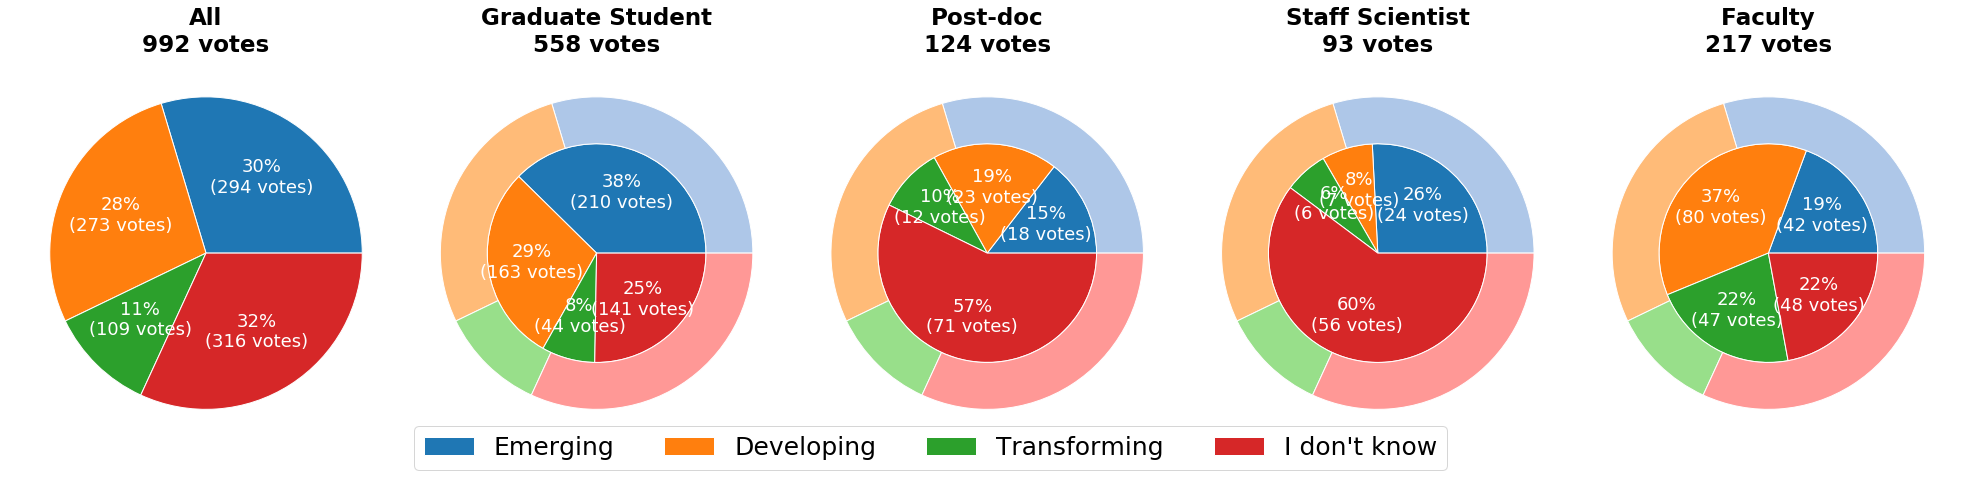 All
992 votes
30%
(294 votes)
28%
(273 votes)
11%
(109 votes)
32%
(316 votes)
Graduate Student
558 votes
38%
(210 votes)
29%
(163 votes)
8%
(44 votes)
25%
(141 votes)
Post-doc
124 votes
15%
(18 votes)
19%
(23 votes)
10%
(12 votes)
57%
(71 votes)
Staff Scientist
93 votes
26%
(24 votes)
8%
(7 votes)
6%
(6 votes)
60%
(56 votes)
Faculty
217 votes
19%
(42 votes)
37%
(80 votes)
22%
(47 votes)
22%
(48 votes)
Emerging
Developing
Transforming
I don't know